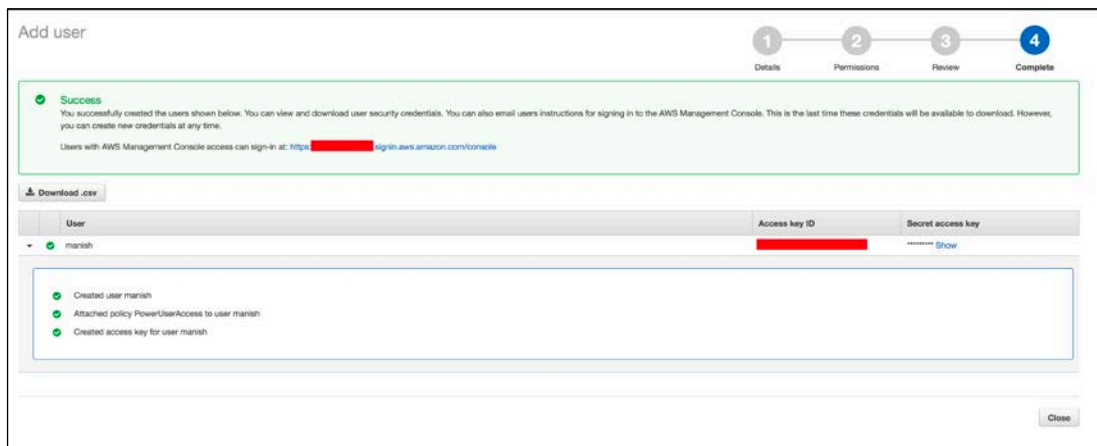 Add user
1
2
3
4
Details
Permissions
Review
Complete
Success
You successfully created the users shown below. You can view and download user security credentials. You can also email users instructions for signing in to the AWS Management Console. This is the last time these credentials will be available to download. However,
you can create new credentials at any time.
Users with AWS Management Console access can sign-in at: https: .signin.aws.amazon.com/console
Download .csv
User Access key ID Secret access key
manish ********* Show
Created user manish
Attached policy PowerUserAccess to user manish
Created access key for user manish
Close